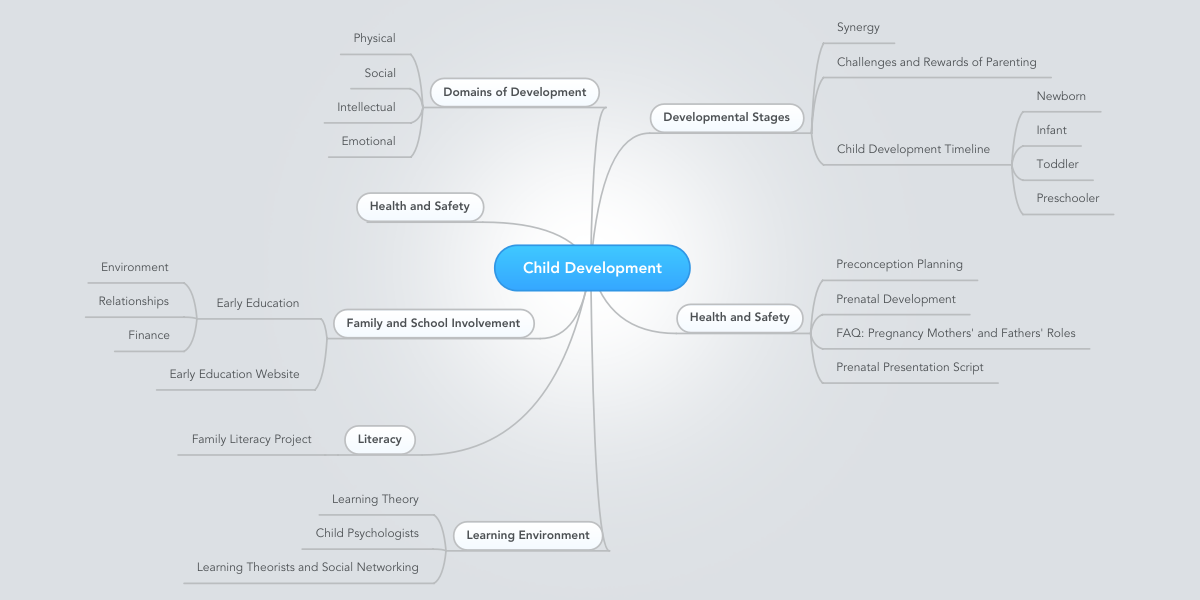 Child Development
Domains of Development
Physical
Social
Intellectual
Emotional
Health and Safety
Family and School Involvement
Early Education
Environment
Relationships
Finance
Early Education Website
Literacy
Family Literacy Project
Learning Environment
Learning Theory
Child Psychologists
Learning Theorists and Social Networking
Developmental Stages
Synergy
Challenges and Rewards of Parenting
Child Development Timeline
Newborn
Infant
Toddler
Preschooler
Health and Safety
Preconception Planning
Prenatal Development
FAQ: Pregnancy Mothers' and Fathers' Roles
Prenatal Presentation Script